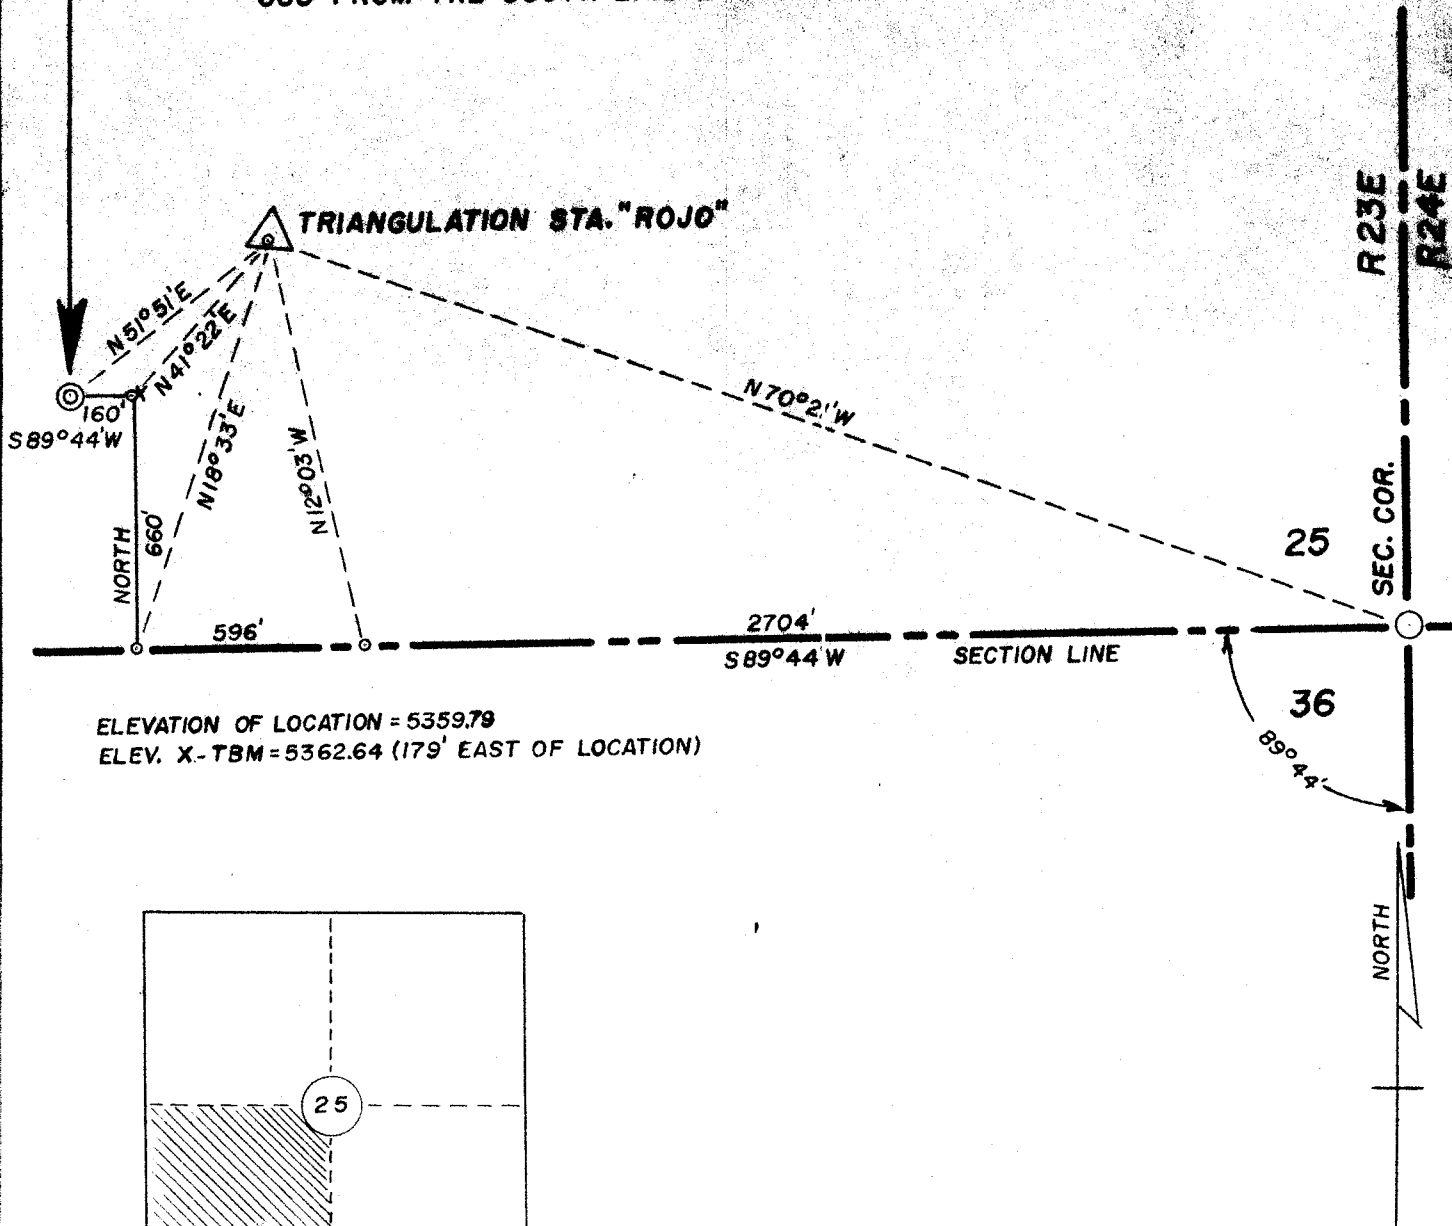 R23E
R24E
TRIANGULATION STA. "ROJO"
N51°51'E
N41°22'E
N70°21'W
160'
S89°44'W
N18°33'E
N12°03'W
NORTH
660'
SEC. COR.
25
596'
2704'
S89°44'W
SECTION LINE
36
89°44'
ELEVATION OF LOCATION = 5359.79
ELEV. X-TBM = 5362.64 (179' EAST OF LOCATION)
NORTH
25